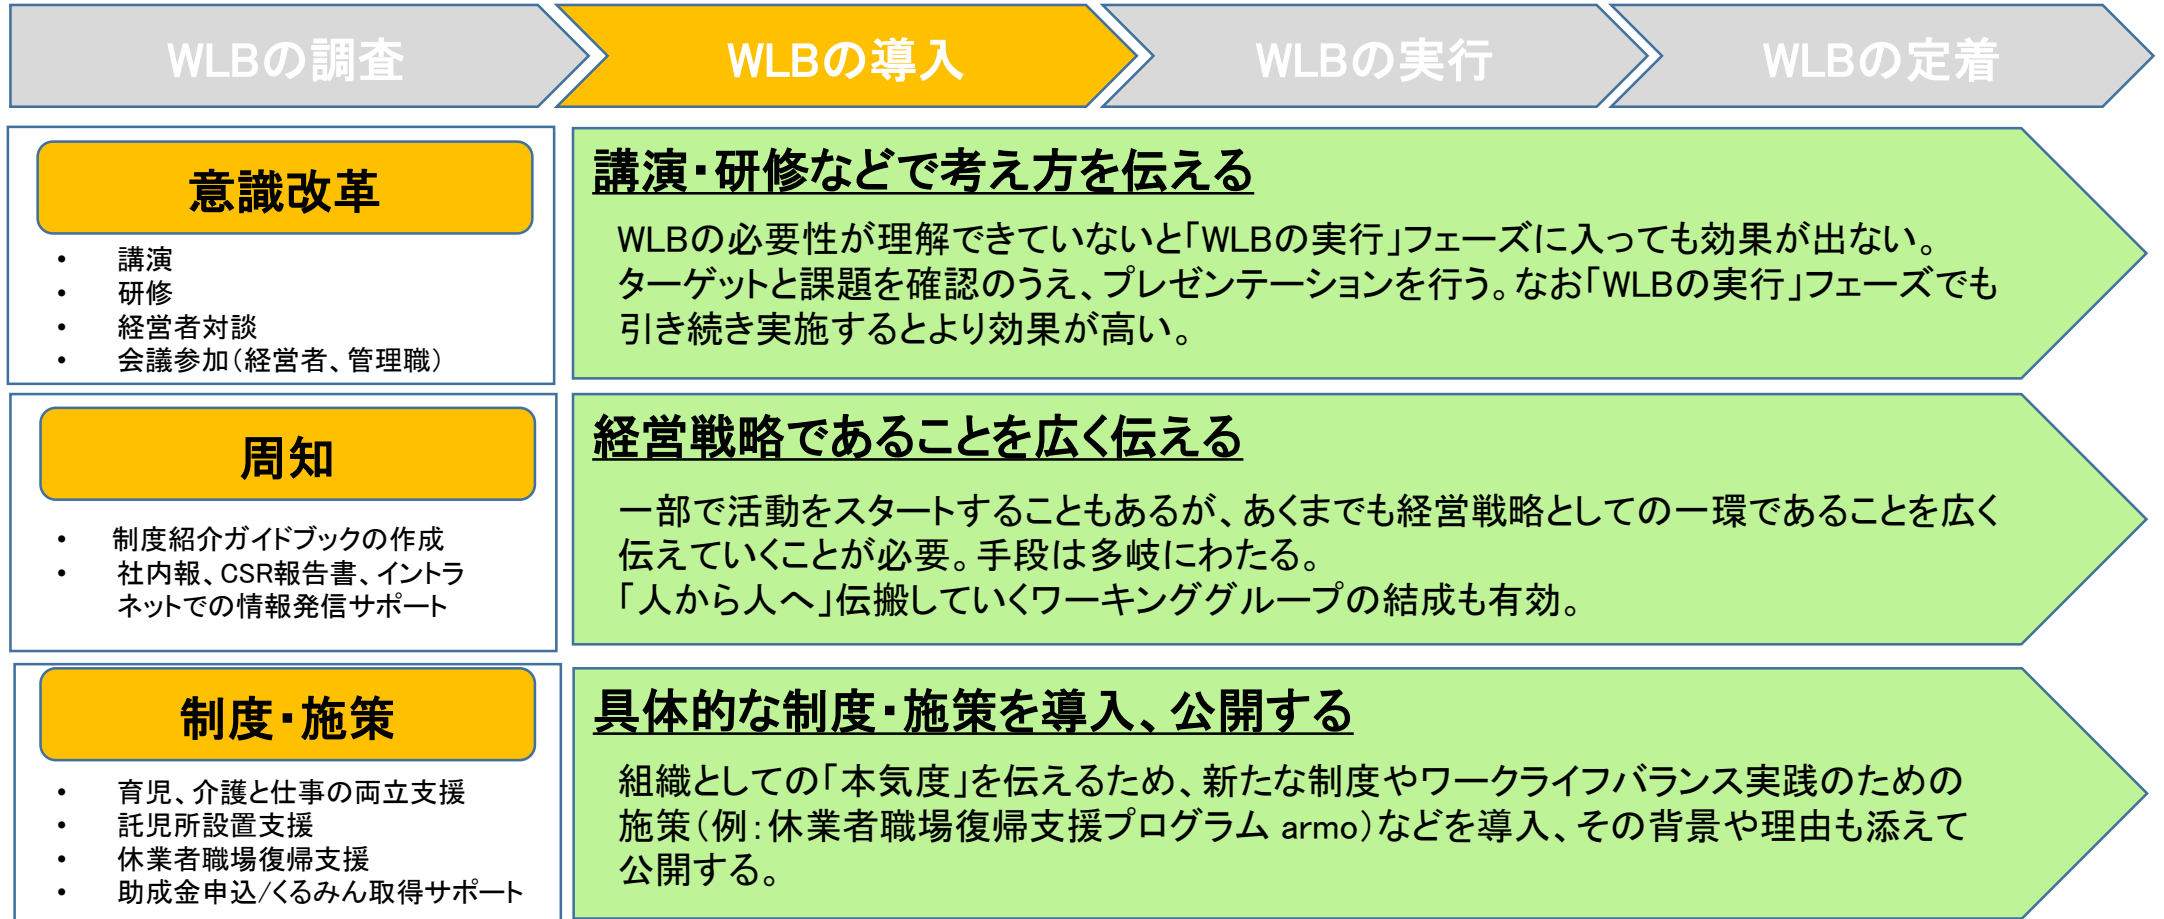 WLBの調査
WLBの導入
WLBの実行
WLBの定着
意識改革
• 講演
• 研修
• 経営者対談
• 会議参加(経営者、管理職)
講演・研修などで考え方を伝える
WLBの必要性が理解できていないと「WLBの実行」フェーズに入っても効果が出ない。
ターゲットと課題を確認のうえ、プレゼンテーションを行う。なお「WLBの実行」フェーズでも
引き続き実施するとより効果が高い。
周知
• 制度紹介ガイドブックの作成
• 社内報、CSR報告書、イントラ
ネットでの情報発信サポート
経営戦略であることを広く伝える
一部で活動をスタートすることもあるが、あくまでも経営戦略としての一環であることを広く
伝えていくことが必要。手段は多岐にわたる。
「人から人へ」伝搬していくワーキンググループの結成も有効。
制度・施策
• 育児、介護と仕事の両立支援
• 託児所設置支援
• 休業者職場復帰支援
• 助成金申込/くるみん取得サポート
具体的な制度・施策を導入、公開する
組織としての「本気度」を伝えるため、新たな制度やワークライフバランス実践のための
施策(例:休業者職場復帰支援プログラム armo)などを導入、その背景や理由も添えて
公開する。